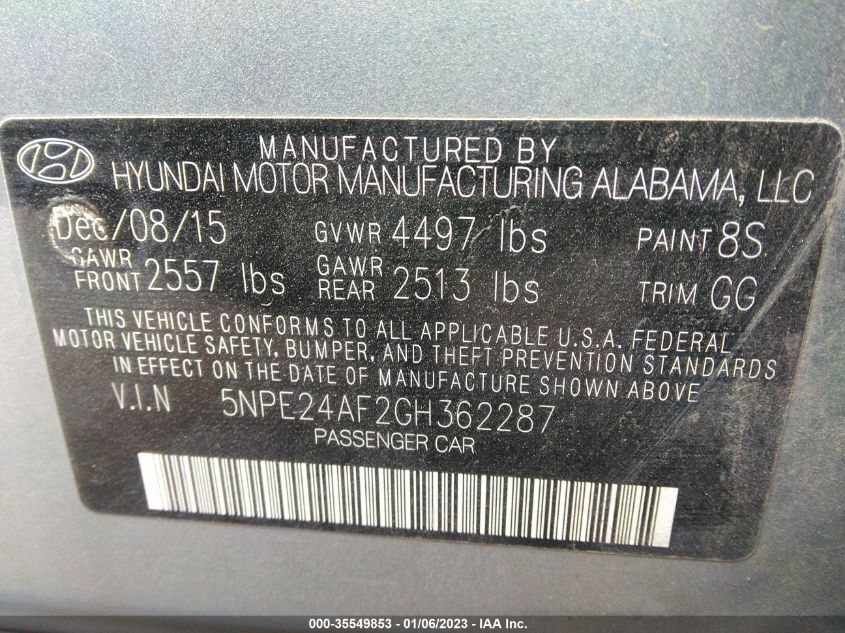 MANUFACTURED BY
HYUNDAI MOTOR MANUFACTURING ALABAMA, LLC
Dec/08/15 GVWR 4497 lbs PAINT 8S
GAWR FRONT 2557 lbs GAWR REAR 2513 lbs TRIM GG
THIS VEHICLE CONFORMS TO ALL APPLICABLE U.S.A. FEDERAL
MOTOR VEHICLE SAFETY, BUMPER, AND THEFT PREVENTION STANDARDS
IN EFFECT ON THE DATE OF MANUFACTURE SHOWN ABOVE
V.I.N 5NPE24AF2GH362287
PASSENGER CAR
000-35549853 - 01/06/2023 - IAA Inc.